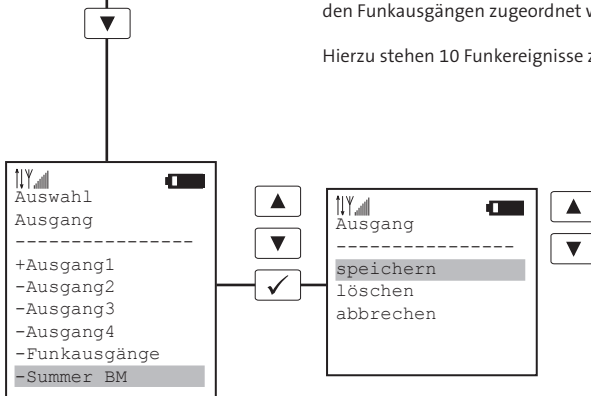 den Funkausgängen zugeordnet
Hierzu stehen 10 Funkereignisse
Auswahl
Ausgang
-----------------
+Ausgang1
-Ausgang2
-Ausgang3
-Ausgang4
-Funkausgänge
-Summer BM
Ausgang
-----------------
speichern
löschen
abbrechen